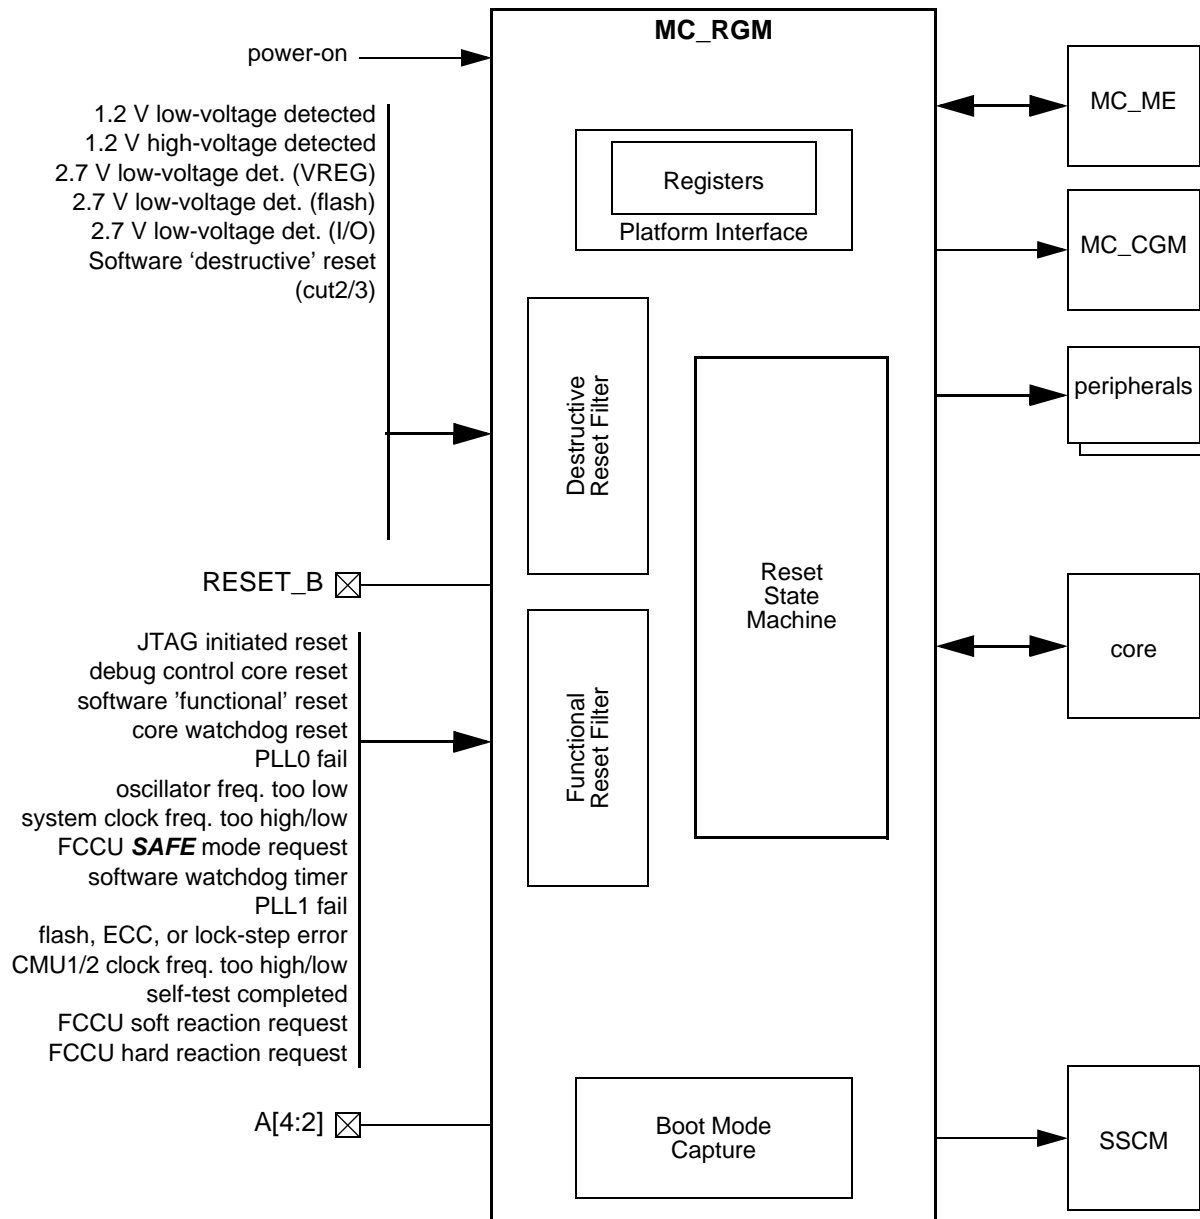 MC_RGM
power-on
1.2 V low-voltage detected
1.2 V high-voltage detected
2.7 V low-voltage det. (VREG)
2.7 V low-voltage det. (flash)
2.7 V low-voltage det. (I/O)
Software ‘destructive’ reset
(cut2/3)
RESET_B
JTAG initiated reset
debug control core reset
software ’functional’ reset
core watchdog reset
PLL0 fail
oscillator freq. too low
system clock freq. too high/low
FCCU SAFE mode request
software watchdog timer
PLL1 fail
flash, ECC, or lock-step error
CMU1/2 clock freq. too high/low
self-test completed
FCCU soft reaction request
FCCU hard reaction request
A[4:2]
Registers
Platform Interface
Destructive
Reset Filter
Functional
Reset Filter
Reset
State
Machine
Boot Mode
Capture
MC_ME
MC_CGM
peripherals
core
SSCM